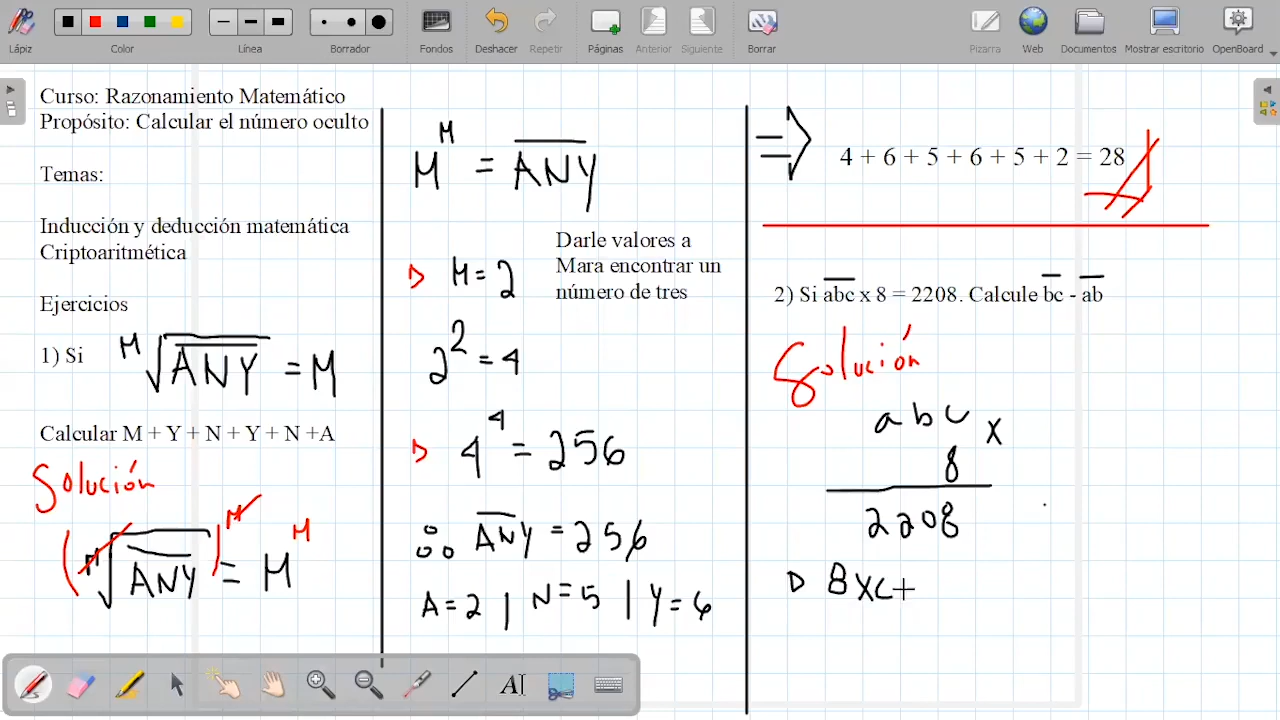 Lápiz
Color
Línea
Borrador
Fondos
Deshacer
Repetir
Páginas
Anterior
Siguiente
Borrar
Pizarra
Web
Documentos
Mostrar escritorio
OpenBoard
Curso: Razonamiento Matemático
Propósito: Calcular el número oculto
Temas:
Inducción y deducción matemática
Criptoaritmética
Ejercicios
1) Si ᴹ√ANY = M
Calcular M + Y + N + Y + N +A
Solución
(ᴹ√ANY)ᴹ = Mᴹ
Mᴹ = ANY
Darle valores a
M ara encontrar un
número de tres
▷ M = 2
2² = 4
▷ 4⁴ = 256
∴ ANY = 256
A = 2 | N = 5 | Y = 6
⇒ 4 + 6 + 5 + 6 + 5 + 2 = 28
2) Si abc x 8 = 2208. Calcule bc - ab
Solución
abc x
8
2208
▷ 8xc+
AI